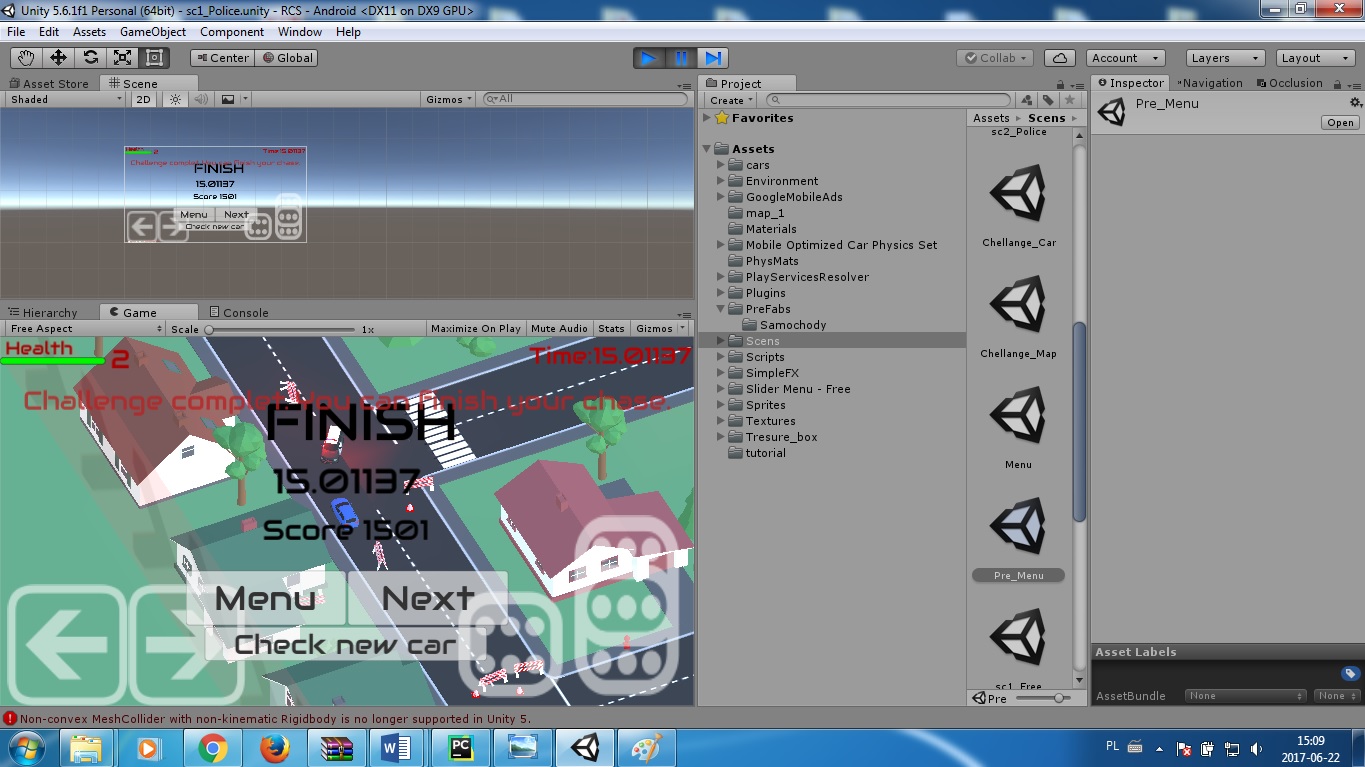 Unity 5.6.1f1 Personal (64bit) - sc1_Police.unity - RCS - Android <DX11 on DX9 GPU>
File Edit Assets GameObject Component Window Help
Center Global Collab Account Layers Layout
Asset Store Scene
Shaded 2D Gizmos All
Time:15.01137
2
Challenge complet. You can finish your chase.
FINISH
15.01137
Score 1501
Menu Next
Check new car
Hierarchy Game Console
Free Aspect Scale 1x Maximize On Play Mute Audio Stats Gizmos
Health 2 Time:15.01137
Challenge complet. You can finish your chase.
FINISH
15.01137
Score 1501
Menu Next
Check new car
Project
Create
Favorites
Assets
cars
Environment
GoogleMobileAds
map_1
Materials
Mobile Optimized Car Physics Set
PhysMats
PlayServicesResolver
Plugins
PreFabs
Samochody
Scens
Scripts
SimpleFX
Slider Menu - Free
Sprites
Textures
Tresure_box
tutorial
Assets Scens
sc2_Police
Chellange_Car
Chellange_Map
Menu
Pre_Menu
sc1_Free
Pre
Inspector Navigation Occlusion
Pre_Menu
Open
Asset Labels
AssetBundle None None
Non-convex MeshCollider with non-kinematic Rigidbody is no longer supported in Unity 5.
W PC
PL
15:09
2017-06-22